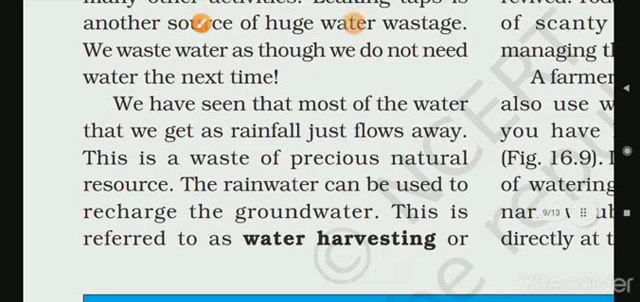 another source of huge water wastage.
We waste water as though we do not need
water the next time!
We have seen that most of the water
that we get as rainfall just flows away.
This is a waste of precious natural
resource. The rainwater can be used to
recharge the groundwater. This is
referred to as water harvesting or
of scanty
managing
A farmer
also use
you have
(Fig. 16.9).
of watering
directly at
9/13
© NCERT